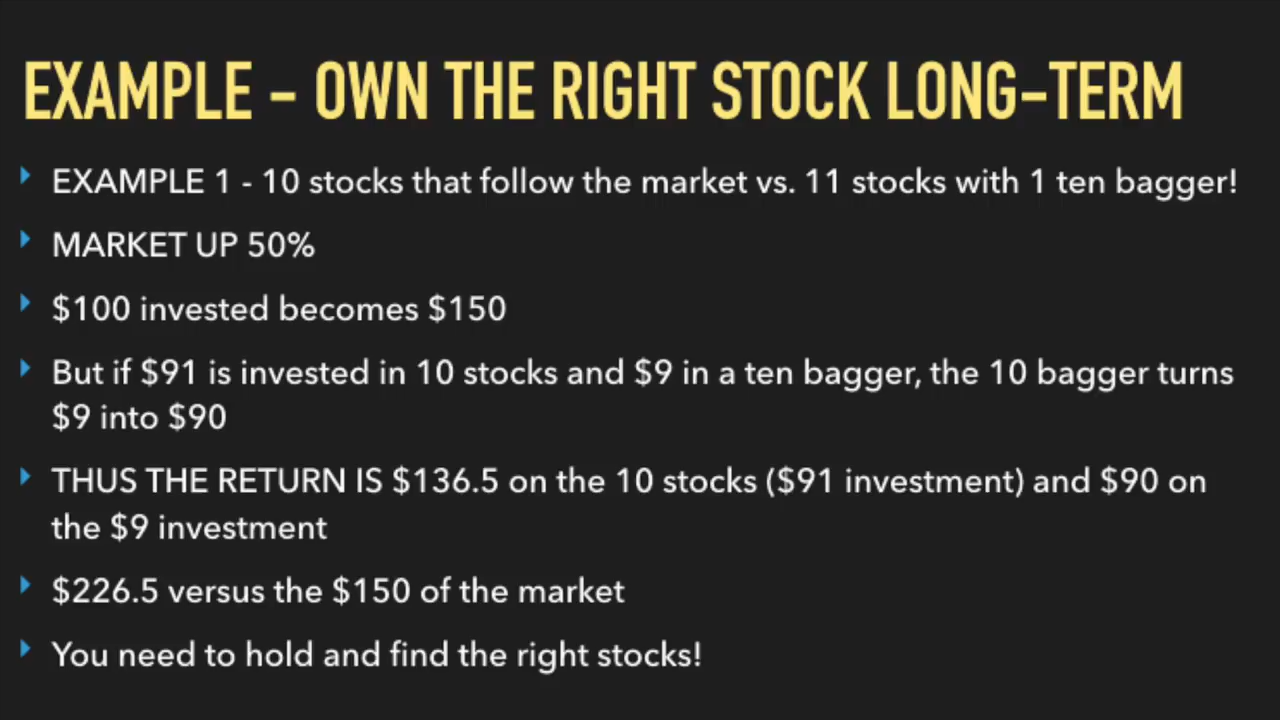 EXAMPLE - OWN THE RIGHT STOCK LONG-TERM
EXAMPLE 1 - 10 stocks that follow the market vs. 11 stocks with 1 ten bagger!
MARKET UP 50%
$100 invested becomes $150
But if $91 is invested in 10 stocks and $9 in a ten bagger, the 10 bagger turns
$9 into $90
THUS THE RETURN IS $136.5 on the 10 stocks ($91 investment) and $90 on
the $9 investment
$226.5 versus the $150 of the market
You need to hold and find the right stocks!